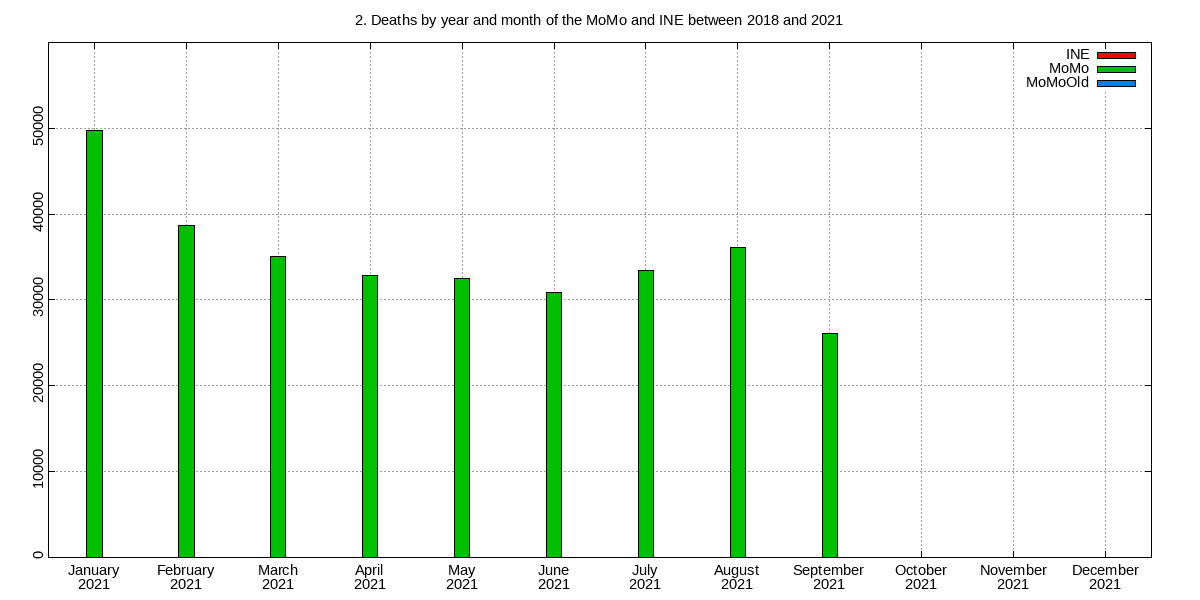 2. Deaths by year and month of the MoMo and INE between 2018 and 2021
INE
MoMo
MoMoOld
50000
40000
30000
20000
10000
0
January February March April May June July August September October November December
2021 2021 2021 2021 2021 2021 2021 2021 2021 2021 2021 2021